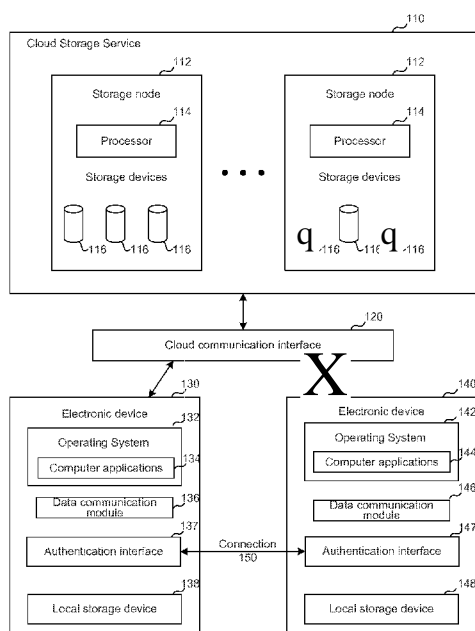 110
Cloud Storage Service
112 112
Storage node Storage node
114 114
Processor Processor
Storage devices Storage devices
q q
116 116 116 116 116 116
120
Cloud communication interface
X
130 140
Electronic device Electronic device
132 142
Operating System Operating System
134 144
Computer applications Computer applications
136 146
Data communication module Data communication module
137 147
Connection
Authentication interface 150 Authentication interface
138 148
Local storage device Local storage device